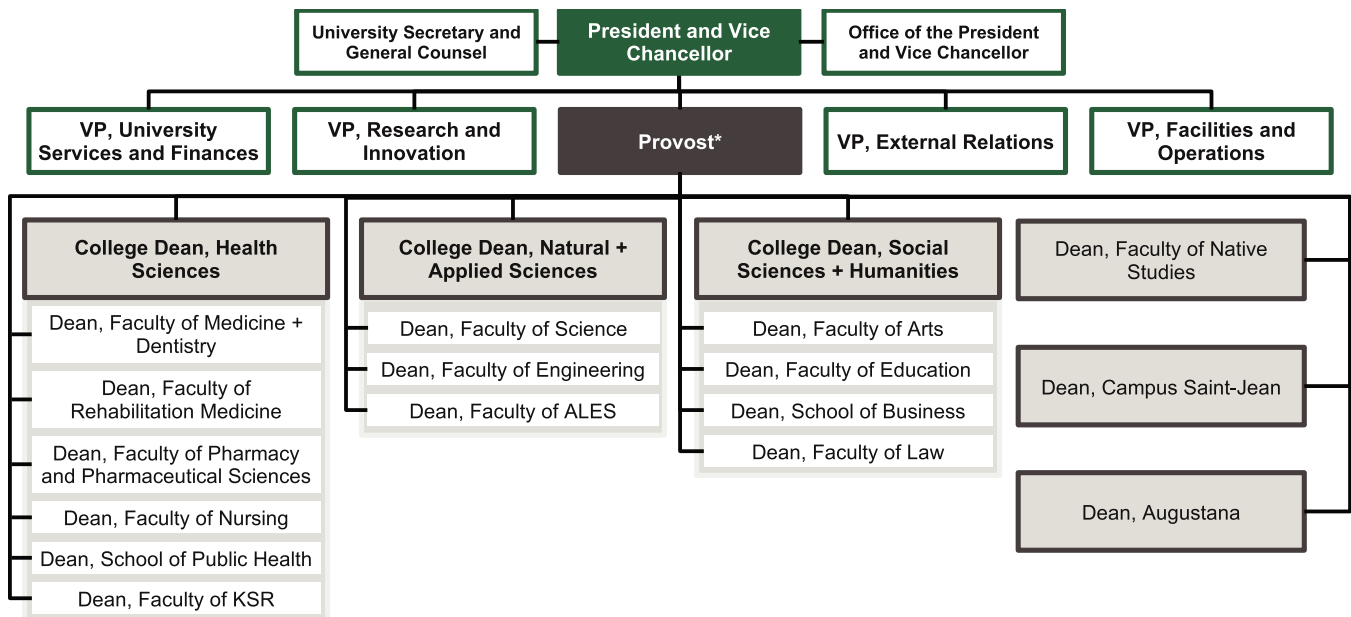 University Secretary and
General Counsel
President and Vice
Chancellor
Office of the President
and Vice Chancellor
VP, University
Services and Finances
VP, Research and
Innovation
Provost*
VP, External Relations
VP, Facilities and
Operations
College Dean, Health
Sciences
Dean, Faculty of Medicine +
Dentistry
Dean, Faculty of
Rehabilitation Medicine
Dean, Faculty of Pharmacy
and Pharmaceutical Sciences
Dean, Faculty of Nursing
Dean, School of Public Health
Dean, Faculty of KSR
College Dean, Natural +
Applied Sciences
Dean, Faculty of Science
Dean, Faculty of Engineering
Dean, Faculty of ALES
College Dean, Social
Sciences + Humanities
Dean, Faculty of Arts
Dean, Faculty of Education
Dean, School of Business
Dean, Faculty of Law
Dean, Faculty of Native
Studies
Dean, Campus Saint-Jean
Dean, Augustana